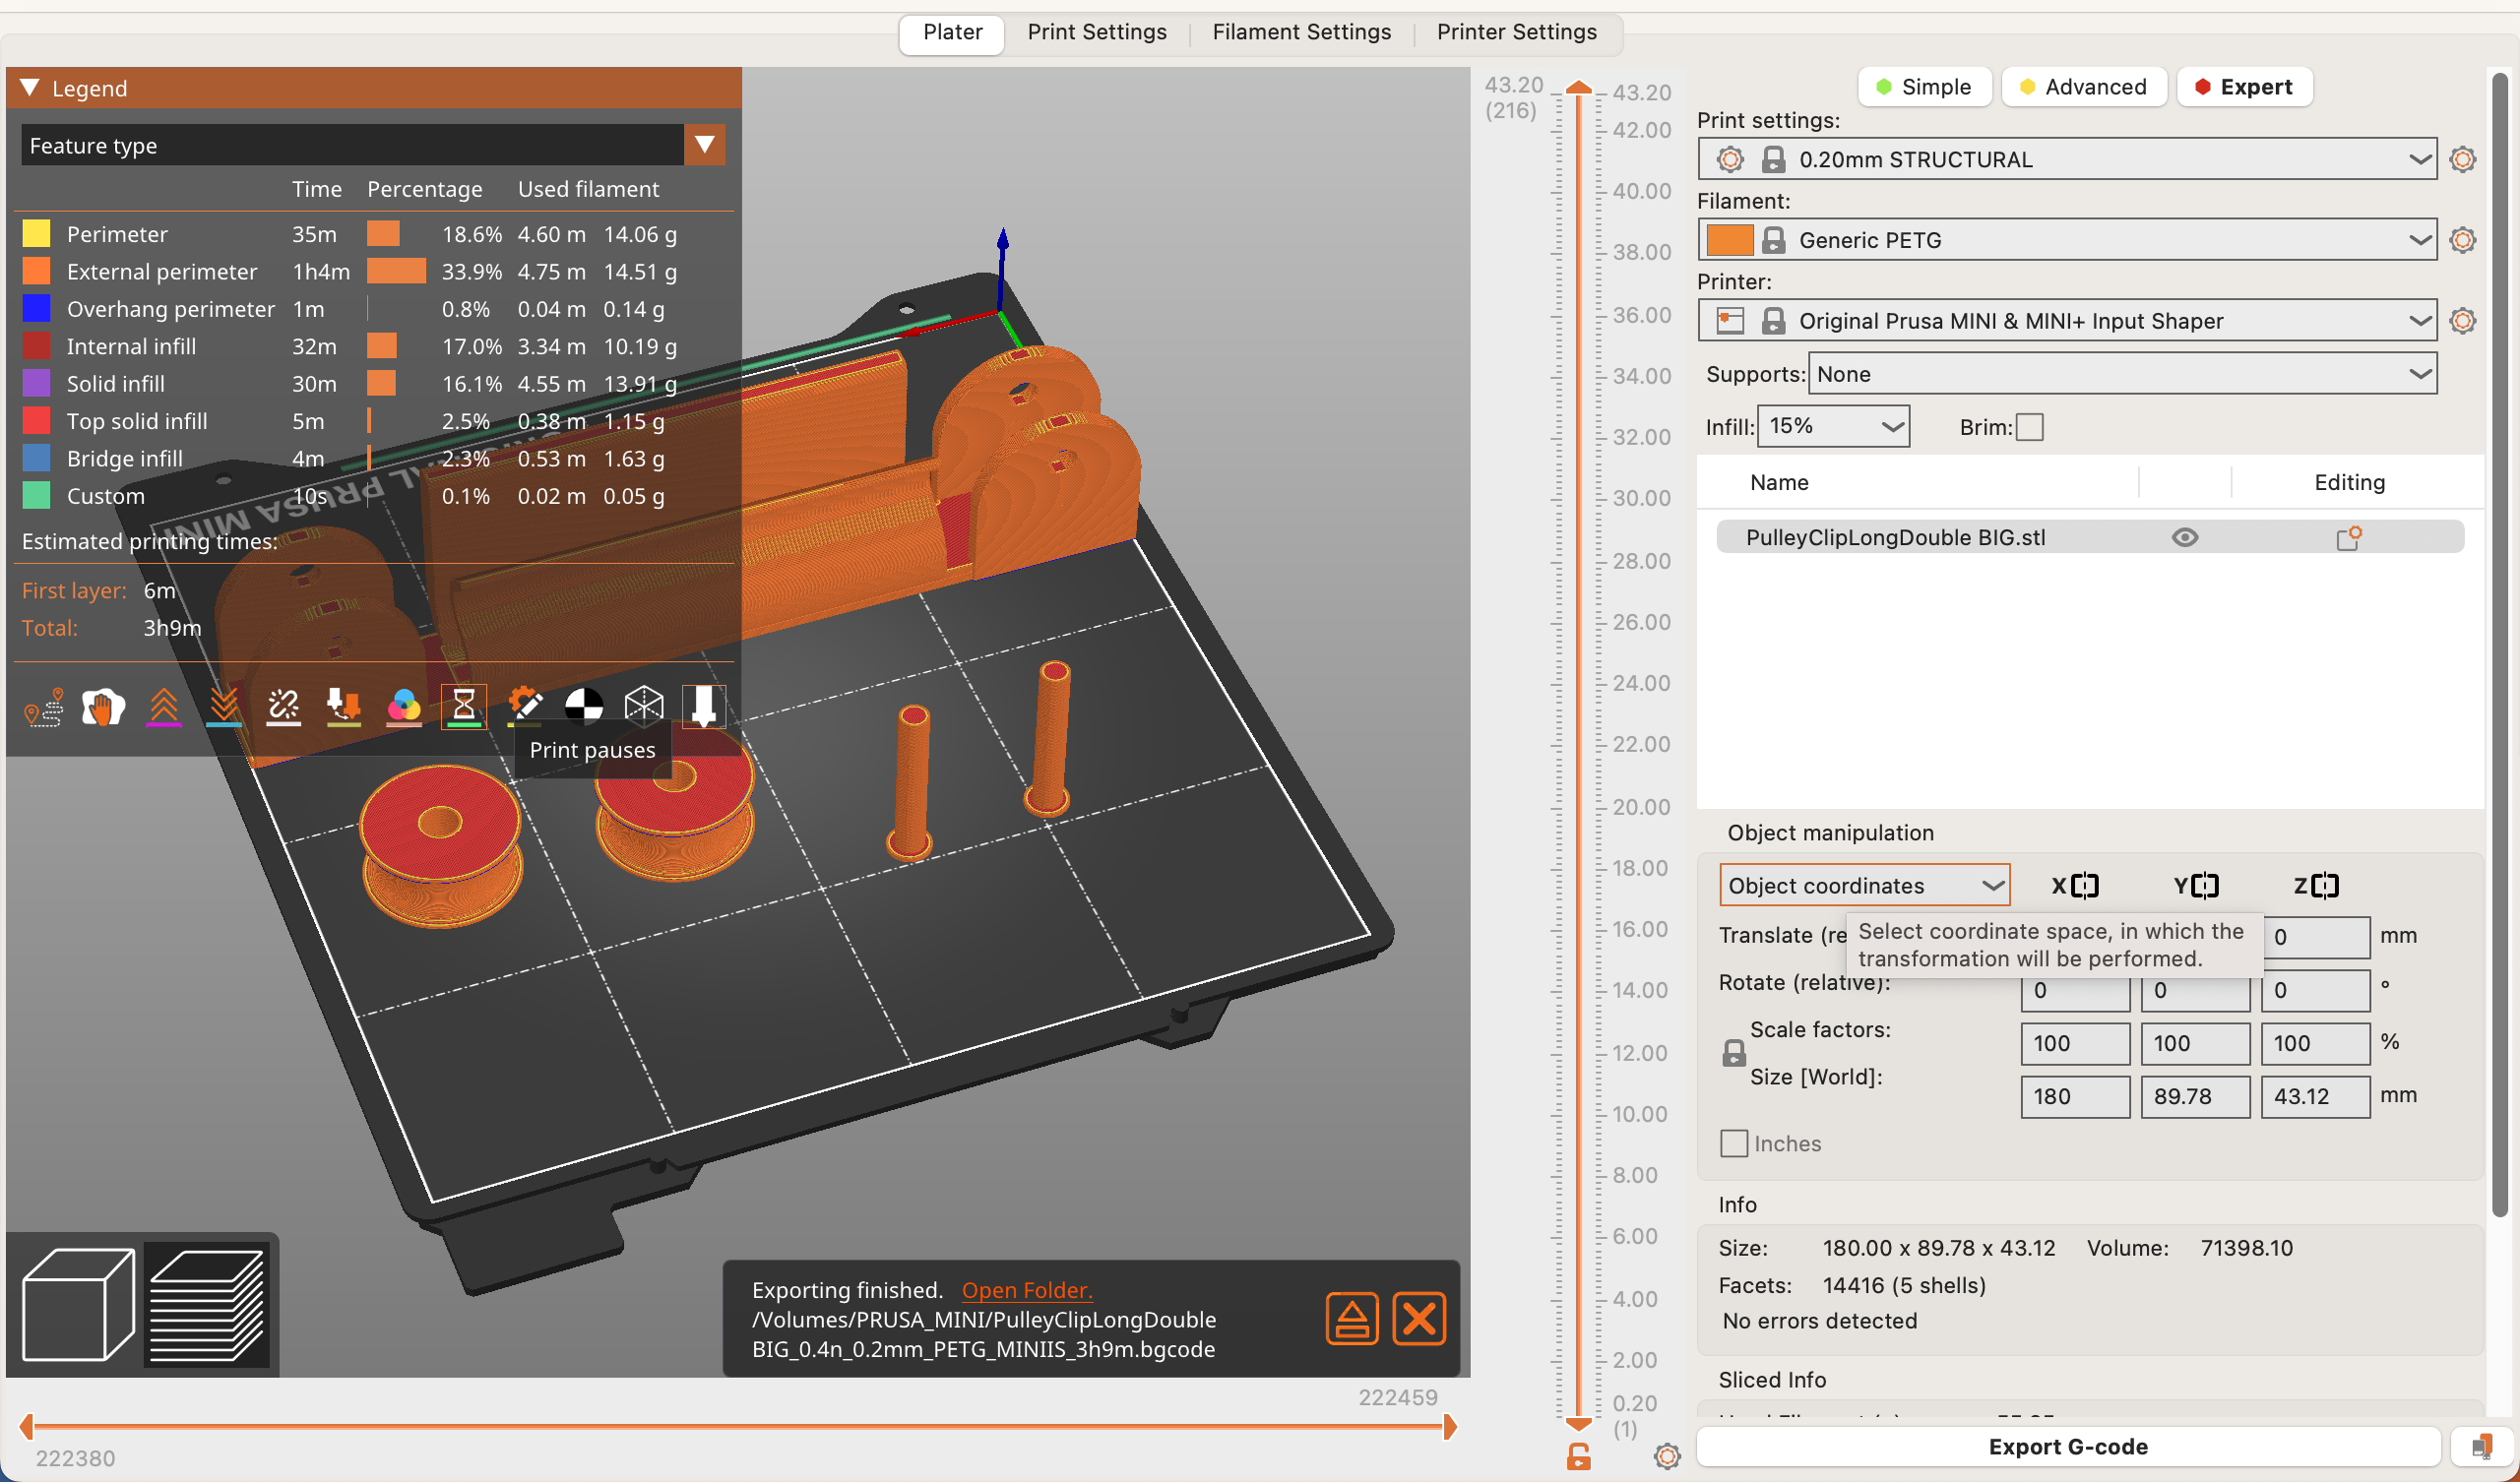 Plater Print Settings Filament Settings Printer Settings
Legend
Feature type
Time Percentage Used filament
Perimeter 35m 18.6% 4.60 m 14.06 g
External perimeter 1h4m 33.9% 4.75 m 14.51 g
Overhang perimeter 1m 0.8% 0.04 m 0.14 g
Internal infill 32m 17.0% 3.34 m 10.19 g
Solid infill 30m 16.1% 4.55 m 13.91 g
Top solid infill 5m 2.5% 0.38 m 1.15 g
Bridge infill 4m 2.3% 0.53 m 1.63 g
Custom 10s 0.1% 0.02 m 0.05 g
Estimated printing times:
First layer: 6m
Total: 3h9m
Print pauses
ORIGINAL PRUSA MINI
Exporting finished. Open Folder.
/Volumes/PRUSA_MINI/PulleyClipLongDouble
BIG_0.4n_0.2mm_PETG_MINIIS_3h9m.bgcode
222459
222380
43.20
(216)
43.20
42.00
40.00
38.00
36.00
34.00
32.00
30.00
28.00
26.00
24.00
22.00
20.00
18.00
16.00
14.00
12.00
10.00
8.00
6.00
4.00
2.00
0.20
(1)
Simple Advanced Expert
Print settings:
0.20mm STRUCTURAL
Filament:
Generic PETG
Printer:
Original Prusa MINI & MINI+ Input Shaper
Supports: None
Infill: 15% Brim:
Name Editing
PulleyClipLongDouble BIG.stl
Object manipulation
Object coordinates X Y Z
Translate (re 0 mm
Select coordinate space, in which the
transformation will be performed.
Rotate (relative): 0 0 0 °
Scale factors: 100 100 100 %
Size [World]: 180 89.78 43.12 mm
Inches
Info
Size: 180.00 x 89.78 x 43.12 Volume: 71398.10
Facets: 14416 (5 shells)
No errors detected
Sliced Info
Export G-code